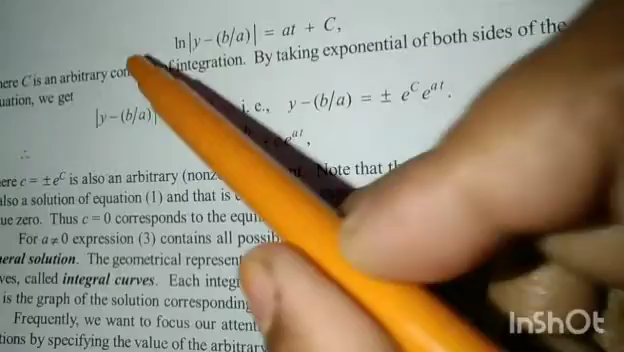 ln|y – (b/a)| = at + C,
here C is an arbitrary con of integration. By taking exponential of both sides of the
uation, we get
|y – (b/a)| i. e., y – (b/a) = ± e^C e^{at}.
∴ e^{at},
ere c = ±e^C is also an arbitrary (nonz Note that th
also a solution of equation (1) and that is
ue zero. Thus c = 0 corresponds to the equi
For a ≠ 0 expression (3) contains all possib
neral solution. The geometrical represen
ves, called integral curves. Each integr
is the graph of the solution corresponding
Frequently, we want to focus our attent
tions by specifying the value of the arbitrary
InShOt